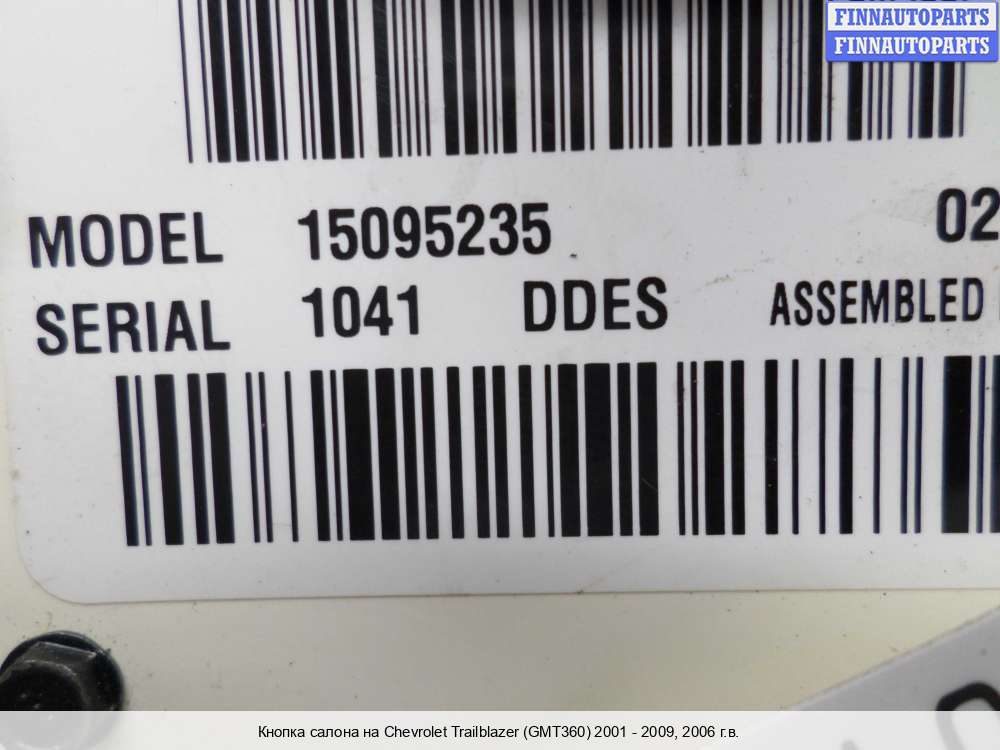 FINNAUTOPARTS
FINNAUTOPARTS
MODEL 15095235 02
SERIAL 1041 DDES ASSEMBLED
Кнопка салона на Chevrolet Trailblazer (GMT360) 2001 - 2009, 2006 г.в.